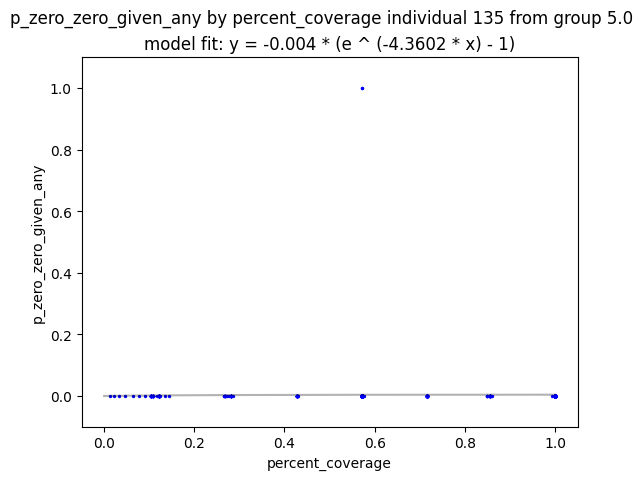 p_zero_zero_given_any by percent_coverage individual 135 from group 5.0
model fit: y = -0.004 * (e ^ (-4.3602 * x) - 1)
1.0
0.8
0.6
0.4
0.2
0.0
p_zero_zero_given_any
0.0 0.2 0.4 0.6 0.8 1.0
percent_coverage